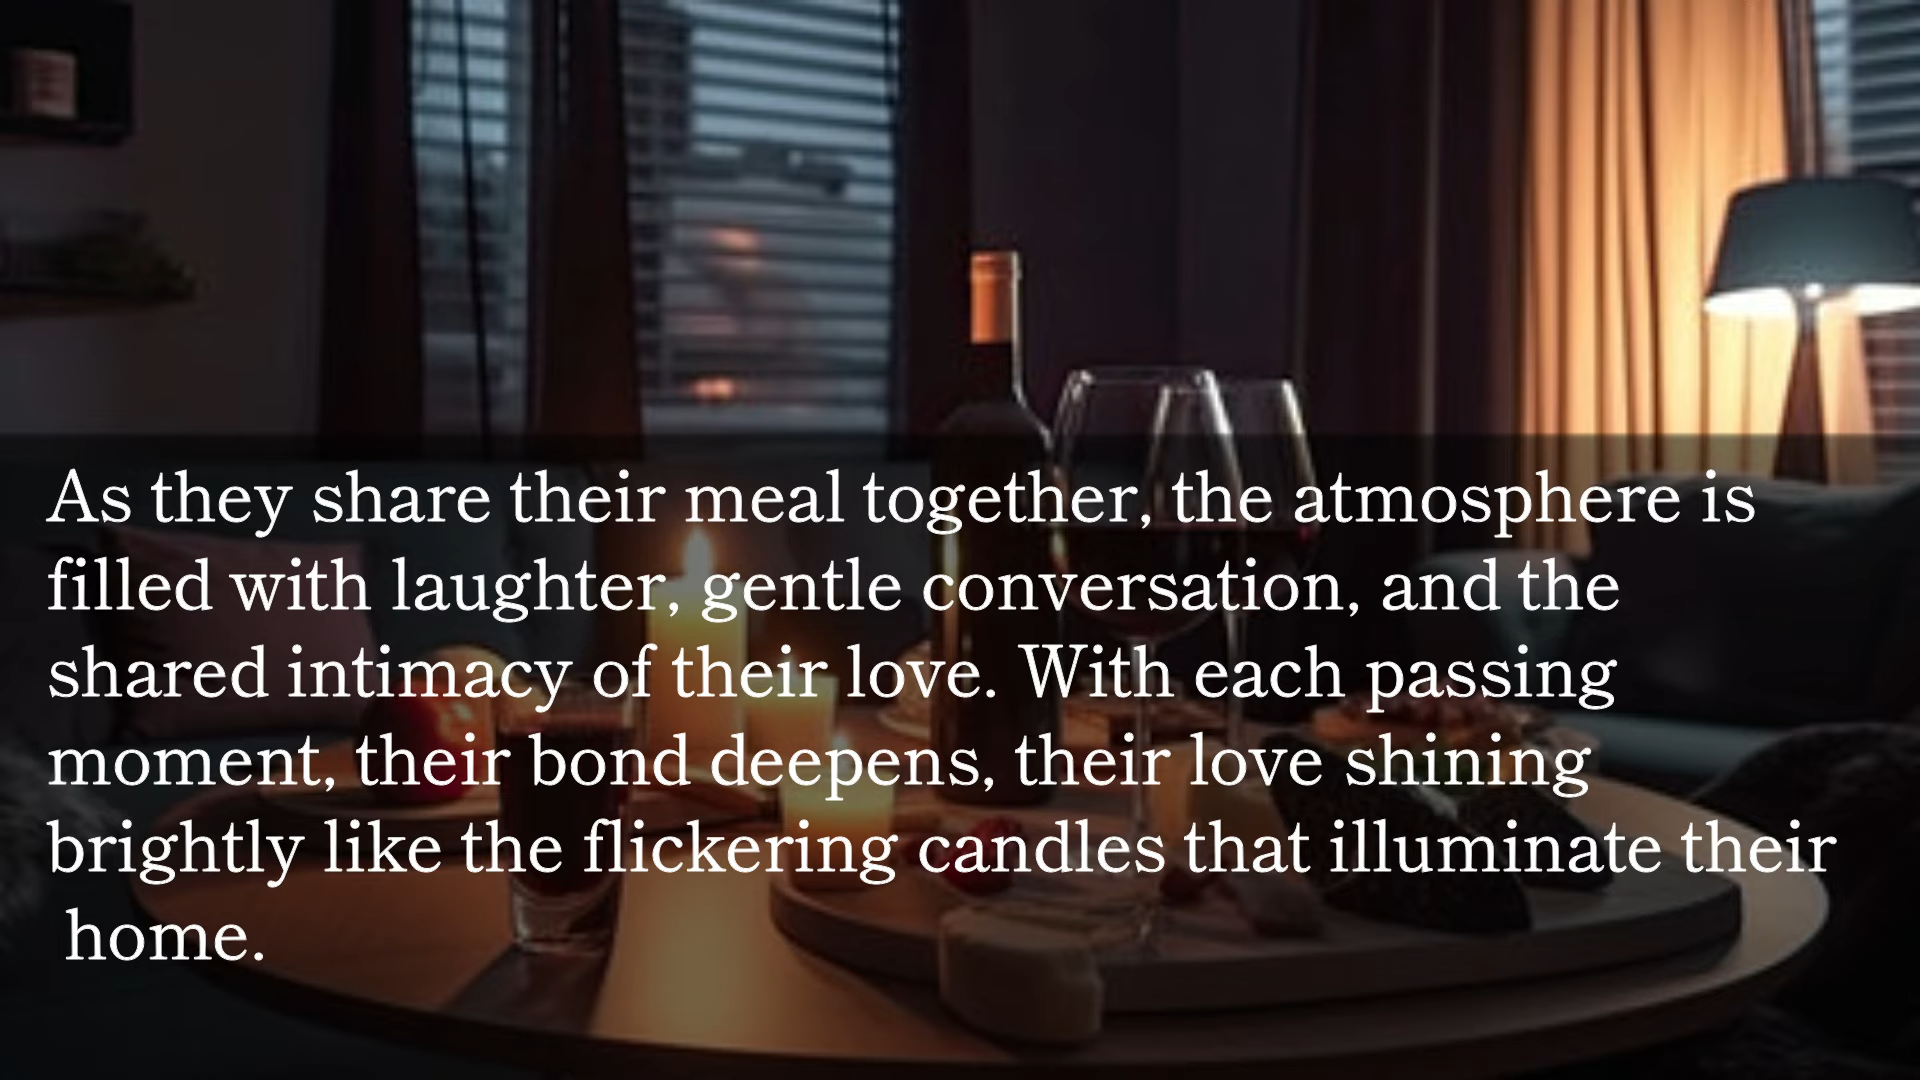 As they share their meal together, the atmosphere is
filled with laughter, gentle conversation, and the
shared intimacy of their love. With each passing
moment, their bond deepens, their love shining
brightly like the flickering candles that illuminate their
home.